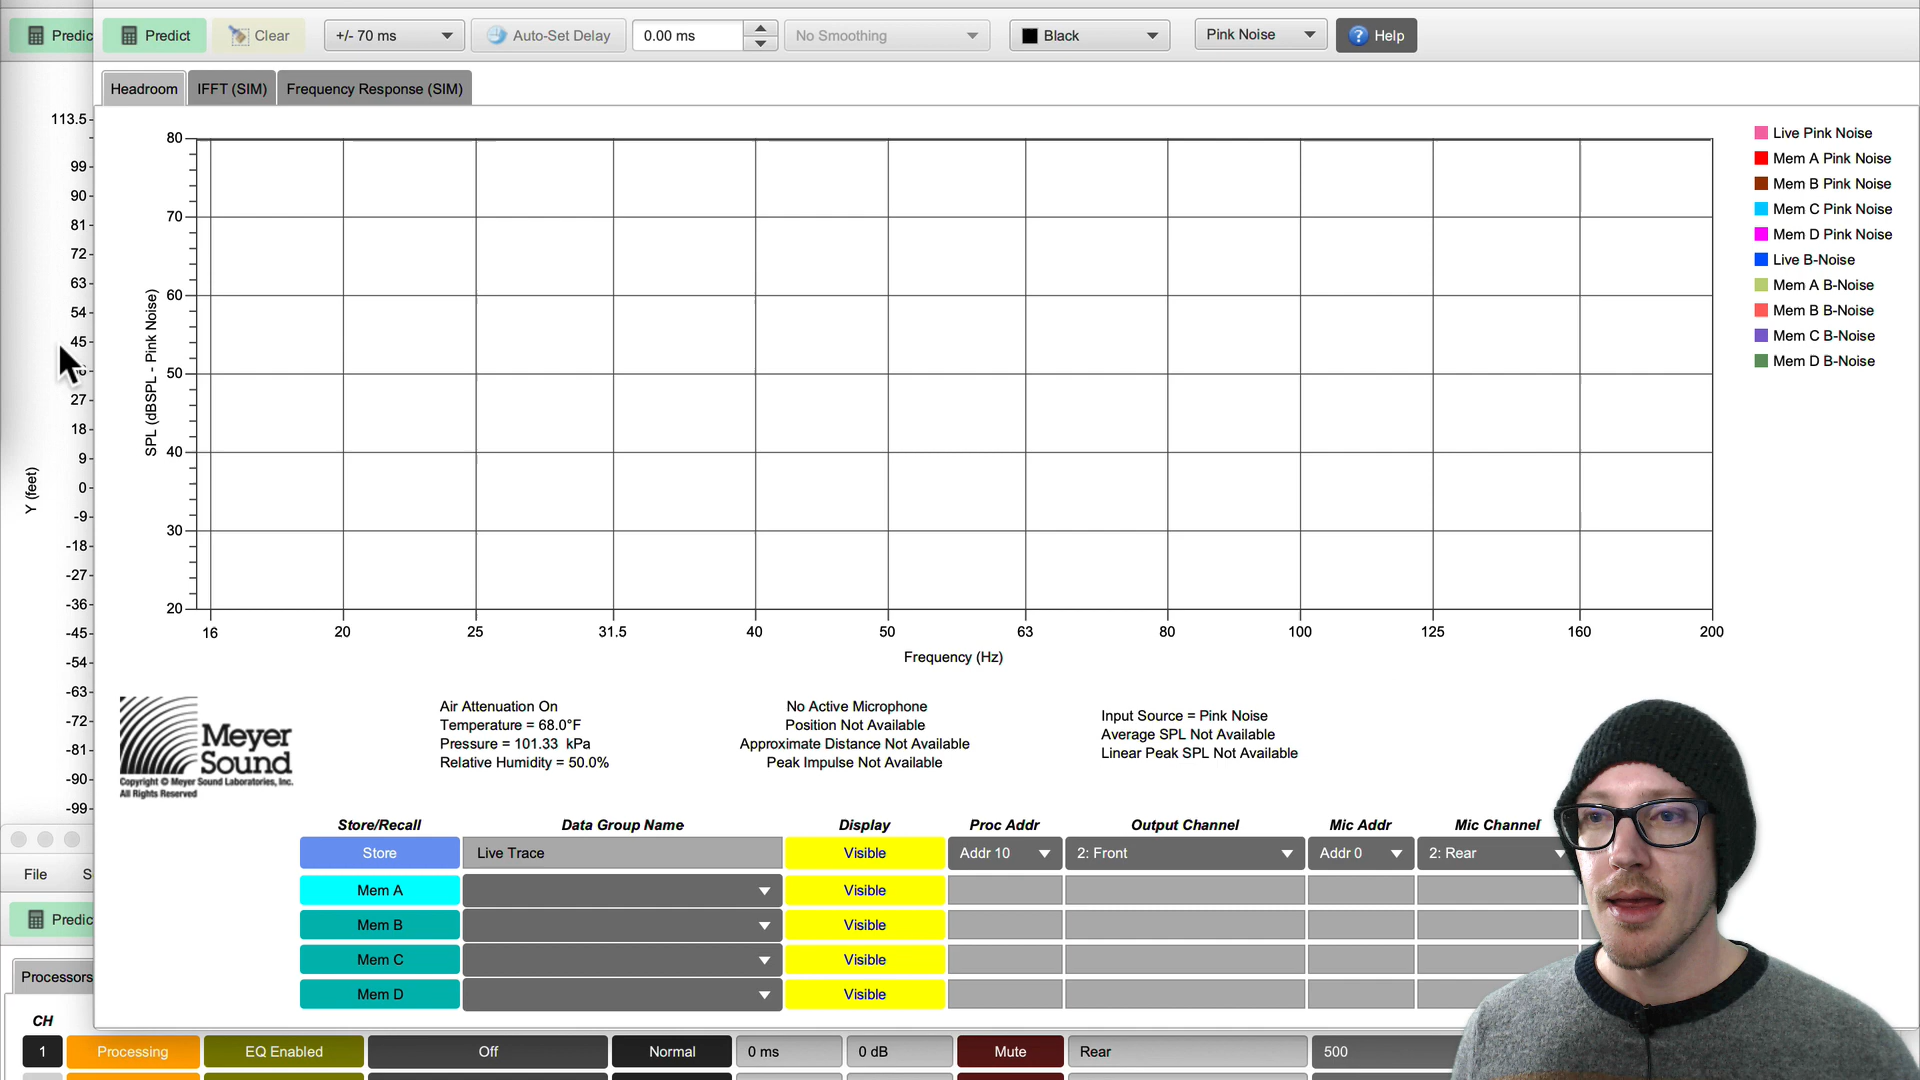 Predic
Predict
Clear
+/- 70 ms
Auto-Set Delay
0.00 ms
No Smoothing
Black
Pink Noise
Help
Headroom
IFFT (SIM)
Frequency Response (SIM)
113.5
99
90
81
72
63
54
45
27
18
9
0
-9
-18
-27
-36
-45
-54
-63
-72
-81
-90
-99
Y (feet)
80
70
60
50
40
30
20
SPL (dBSPL - Pink Noise)
16 20 25 31.5 40 50 63 80 100 125 160 200
Frequency (Hz)
Live Pink Noise
Mem A Pink Noise
Mem B Pink Noise
Mem C Pink Noise
Mem D Pink Noise
Live B-Noise
Mem A B-Noise
Mem B B-Noise
Mem C B-Noise
Mem D B-Noise
Meyer
Sound
Copyright © Meyer Sound Laboratories, Inc.
All Rights Reserved
Air Attenuation On
Temperature = 68.0°F
Pressure = 101.33 kPa
Relative Humidity = 50.0%
No Active Microphone
Position Not Available
Approximate Distance Not Available
Peak Impulse Not Available
Input Source = Pink Noise
Average SPL Not Available
Linear Peak SPL Not Available
Store/Recall Data Group Name Display Proc Addr Output Channel Mic Addr Mic Channel
Store Live Trace Visible Addr 10 2: Front Addr 0 2: Rear
Mem A Visible
Mem B Visible
Mem C Visible
Mem D Visible
File S
Predic
Processors
CH
1 Processing EQ Enabled Off Normal 0 ms 0 dB Mute Rear 500